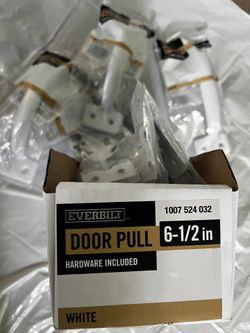 EVERBILT
1007 524 032
DOOR PULL
6-1/2 in
HARDWARE INCLUDED
WHITE